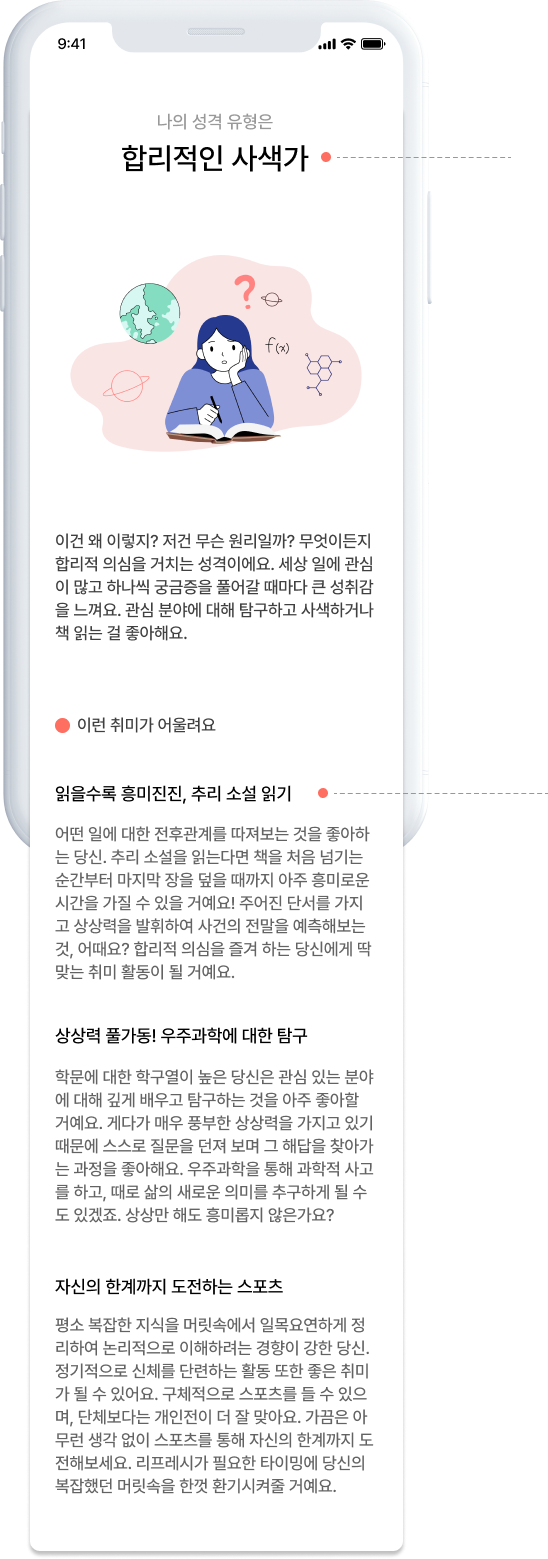 9:41
나의 성격 유형은
합리적인 사색가
?
f(x)
이건 왜 이렇지? 저건 무슨 원리일까? 무엇이든지
합리적 의심을 거치는 성격이에요. 세상 일에 관심
이 많고 하나씩 궁금증을 풀어갈 때마다 큰 성취감
을 느껴요. 관심 분야에 대해 탐구하고 사색하거나
책 읽는 걸 좋아해요.
이런 취미가 어울려요
읽을수록 흥미진진, 추리 소설 읽기
어떤 일에 대한 전후관계를 따져보는 것을 좋아하
는 당신. 추리 소설을 읽는다면 책을 처음 넘기는
순간부터 마지막 장을 덮을 때까지 아주 흥미로운
시간을 가질 수 있을 거예요! 주어진 단서를 가지
고 상상력을 발휘하여 사건의 전말을 예측해보는
것, 어때요? 합리적 의심을 즐겨 하는 당신에게 딱
맞는 취미 활동이 될 거예요.
상상력 풀가동! 우주과학에 대한 탐구
학문에 대한 학구열이 높은 당신은 관심 있는 분야
에 대해 깊게 배우고 탐구하는 것을 아주 좋아할
거예요. 게다가 매우 풍부한 상상력을 가지고 있기
때문에 스스로 질문을 던져 보며 그 해답을 찾아가
는 과정을 좋아해요. 우주과학을 통해 과학적 사고
를 하고, 때로 삶의 새로운 의미를 추구하게 될 수
도 있겠죠. 상상만 해도 흥미롭지 않은가요?
자신의 한계까지 도전하는 스포츠
평소 복잡한 지식을 머릿속에서 일목요연하게 정
리하여 논리적으로 이해하려는 경향이 강한 당신.
정기적으로 신체를 단련하는 활동 또한 좋은 취미
가 될 수 있어요. 구체적으로 스포츠를 들 수 있으
며, 단체보다는 개인전이 더 잘 맞아요. 가끔은 아
무런 생각 없이 스포츠를 통해 자신의 한계까지 도
전해보세요. 리프레시가 필요한 타이밍에 당신의
복잡했던 머릿속을 한껏 환기시켜줄 거예요.